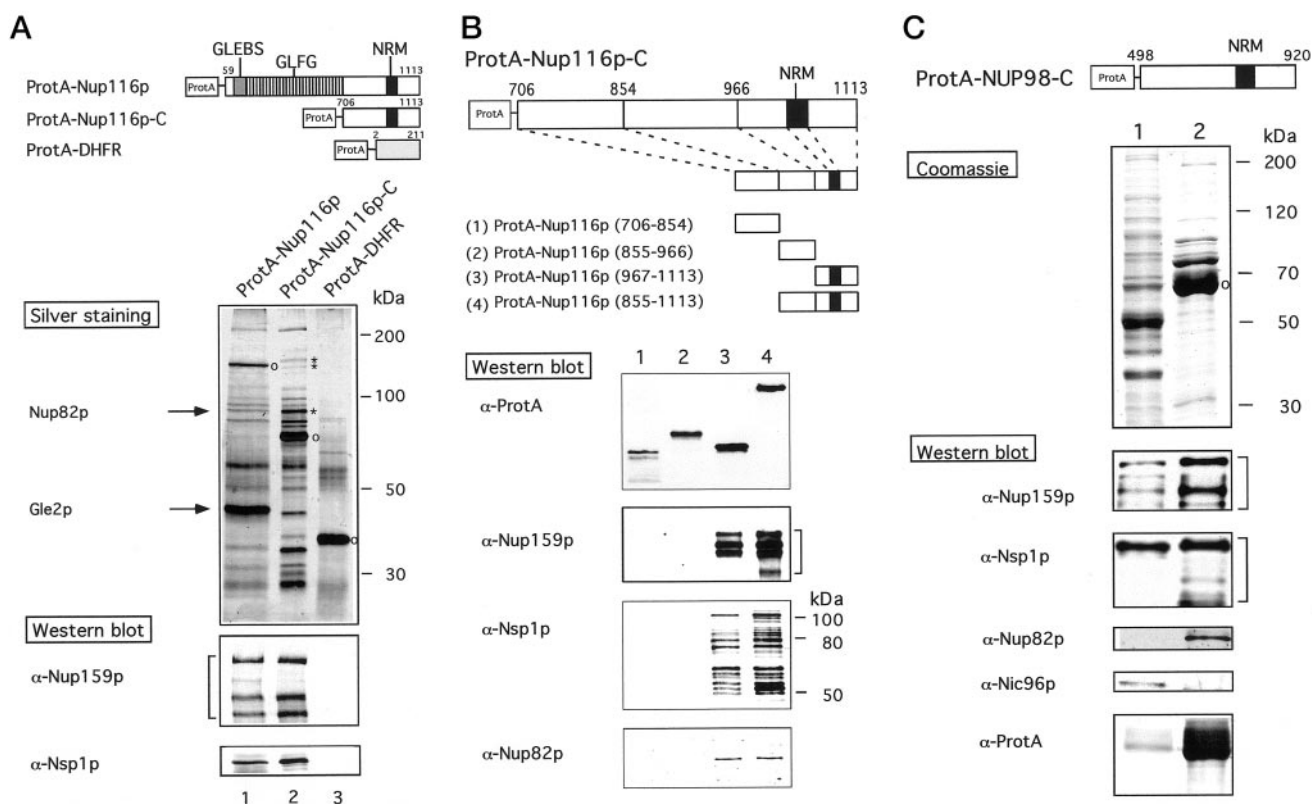 A
GLEBS
GLFG
NRM
59
1113
ProtA-Nup116p
ProtA
706
1113
ProtA-Nup116p-C
ProtA
2
211
ProtA-DHFR
ProtA
ProtA-Nup116p
ProtA-Nup116p-C
ProtA-DHFR
kDa
Silver staining
200
o
*
*
100
Nup82p
*
o
50
Gle2p
o
30
Western blot
α-Nup159p
α-Nsp1p
1 2 3
B
ProtA-Nup116p-C
NRM
706 854 966 1113
ProtA
(1) ProtA-Nup116p (706-854)
(2) ProtA-Nup116p (855-966)
(3) ProtA-Nup116p (967-1113)
(4) ProtA-Nup116p (855-1113)
Western blot
1 2 3 4
α-ProtA
α-Nup159p
kDa
α-Nsp1p
100
80
50
α-Nup82p
C
498 NRM 920
ProtA-NUP98-C
ProtA
1 2
kDa
Coomassie
200
120
70
o
50
30
Western blot
α-Nup159p
α-Nsp1p
α-Nup82p
α-Nic96p
α-ProtA